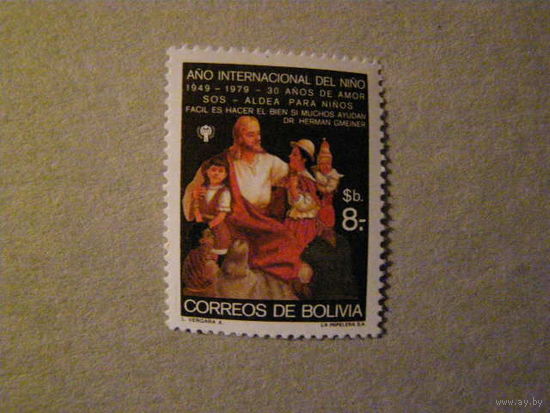 AÑO INTERNACIONAL DEL NIÑO
1949 - 1979 - 30 AÑOS DE AMOR
SOS - ALDEA PARA NIÑOS
FACIL ES HACER EL BIEN SI MUCHOS AYUDAN
DR. HERMAN GMEINER
$b.
8.-
CORREOS DE BOLIVIA
L. VERGARA A.
LA PAPELERA S.A.
www.ay.by